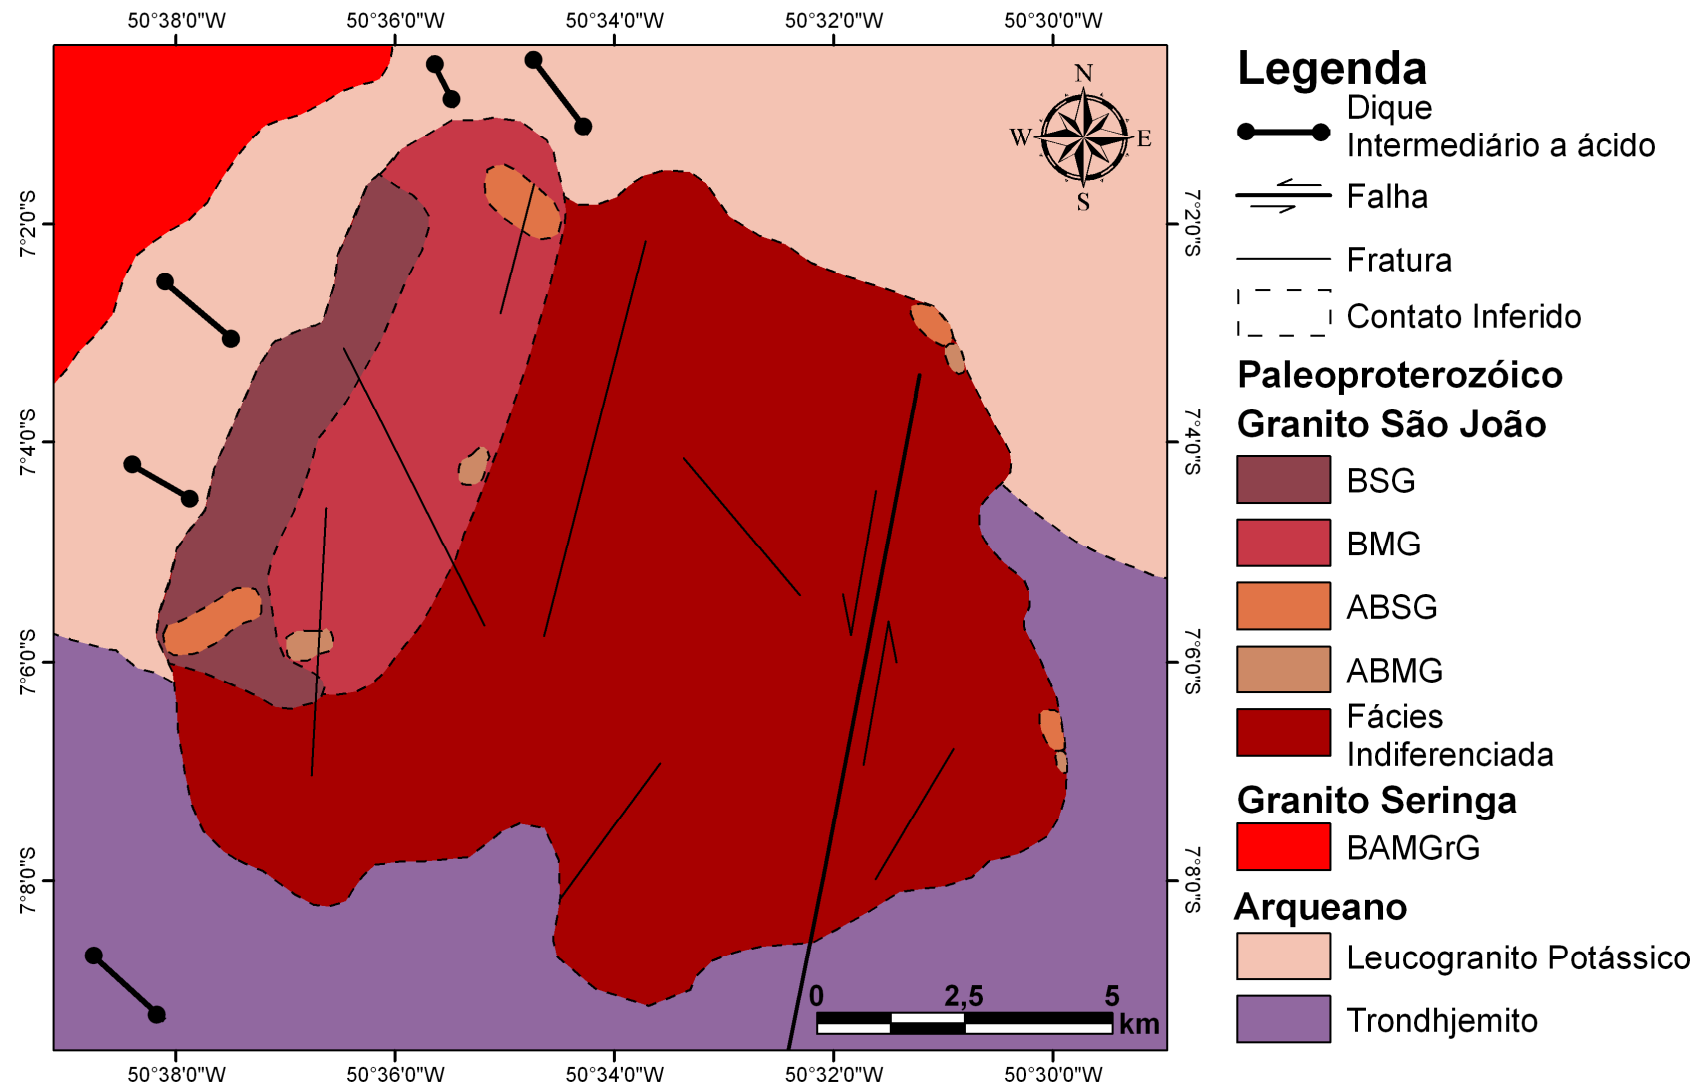 50°38'0"W 50°36'0"W 50°34'0"W 50°32'0"W 50°30'0"W
N
W E
S
7°2'0"S 7°2'0"S
7°4'0"S 7°4'0"S
7°6'0"S 7°6'0"S
7°8'0"S 7°8'0"S
0 2,5 5
km
50°38'0"W 50°36'0"W 50°34'0"W 50°32'0"W 50°30'0"W
Legenda
Dique
Intermediário a ácido
Falha
Fratura
Contato Inferido
Paleoproterozóico
Granito São João
BSG
BMG
ABSG
ABMG
Fácies
Indiferenciada
Granito Seringa
BAMGrG
Arqueano
Leucogranito Potássico
Trondhjemito